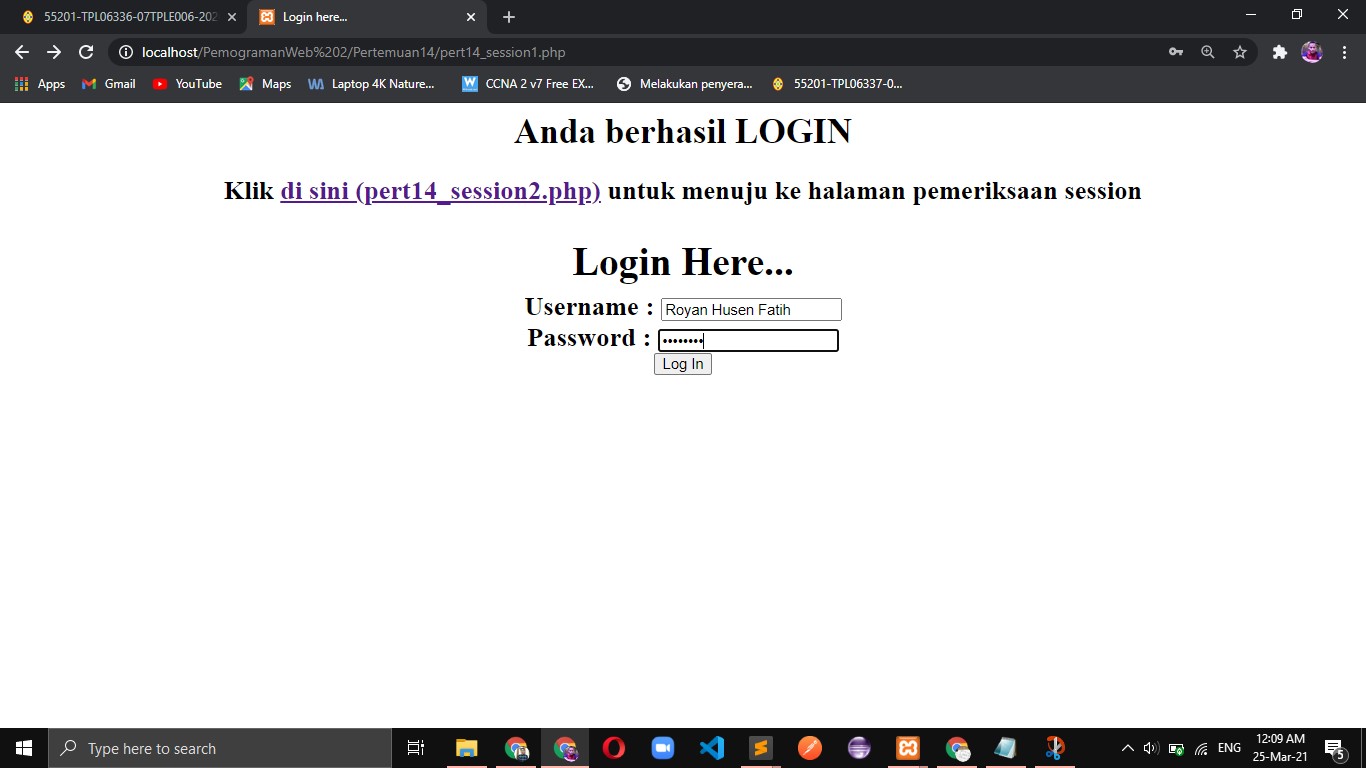 55201-TPL06336-07TPLE006-202
Login here...
localhost/PemogramanWeb%202/Pertemuan14/pert14_session1.php
Apps
Gmail
YouTube
Maps
Laptop 4K Nature...
CCNA 2 v7 Free EX...
Melakukan penyera...
55201-TPL06337-0...
Anda berhasil LOGIN
Klik di sini (pert14_session2.php) untuk menuju ke halaman pemeriksaan session
Login Here...
Username : Royan Husen Fatih
Password : ••••••••
Log In
Type here to search
ENG
12:09 AM
25-Mar-21
5